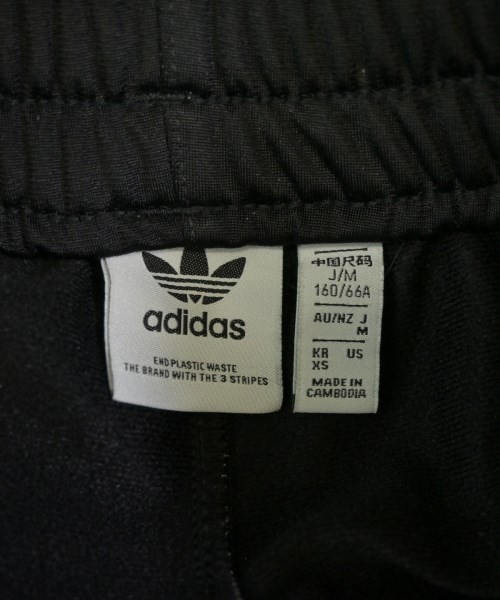 adidas
END PLASTIC WASTE
THE BRAND WITH THE 3 STRIPES
中国尺码
J/M
160/66A
AU/NZ J
M
KR US
XS
MADE IN
CAMBODIA